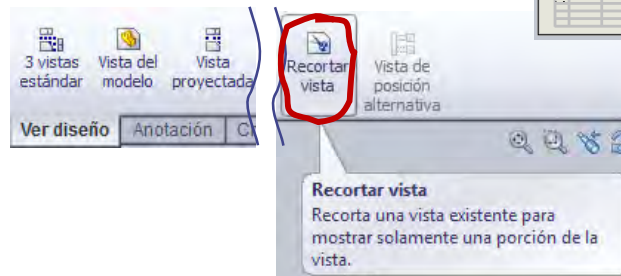 3 vistas estándar
Vista del modelo
Vista proyectada
Recortar vista
Vista de posición alternativa
Ver diseño
Anotación
Recortar vista
Recorta una vista existente para
mostrar solamente una porción de la
vista.